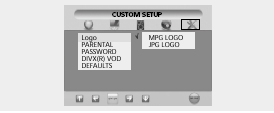 CUSTOM SETUP
Logo
PARENTAL
PASSWORD
DIVX(R) VOD
DEFAULTS
MPG LOGO
JPG LOGO